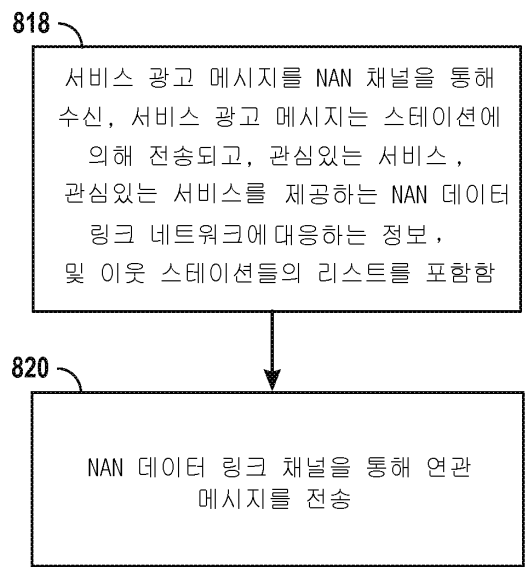 818
서비스 광고 메시지를 NAN 채널을 통해
수신, 서비스 광고 메시지는 스테이션에
의해 전송되고, 관심있는 서비스,
관심있는 서비스를 제공하는 NAN 데이터
링크 네트워크에 대응하는 정보,
및 이웃 스테이션들의 리스트를 포함함
820
NAN 데이터 링크 채널을 통해 연관
메시지를 전송